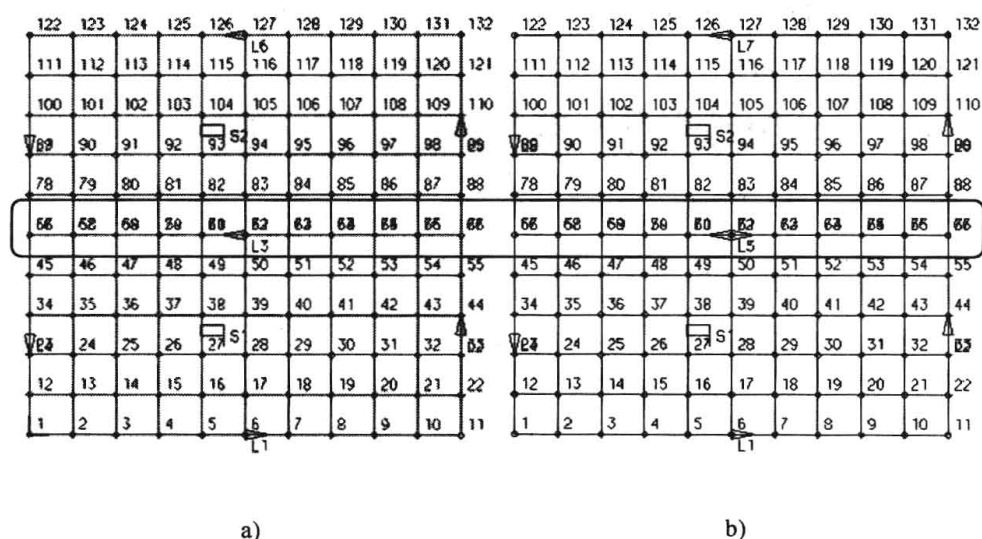 122 123 124 125 126 127 128 129 130 131 132 122 123 124 125 126 127 128 129 130 131 132
L6 L7
111 112 113 114 115 116 117 118 119 120 121 111 112 113 114 115 116 117 118 119 120 121
100 101 102 103 104 105 106 107 108 109 110 100 101 102 103 104 105 106 107 108 109 110
S2 S2
90 91 92 93 94 95 96 97 98 90 91 92 93 94 95 96 97 98
78 79 80 81 82 83 84 85 86 87 88 78 79 80 81 82 83 84 85 86 87 88
L3 L5
45 46 47 48 49 50 51 52 53 54 55 45 46 47 48 49 50 51 52 53 54 55
34 35 36 37 38 39 40 41 42 43 44 34 35 36 37 38 39 40 41 42 43 44
S1 S1
24 25 26 27 28 29 30 31 32 24 25 26 27 28 29 30 31 32
12 13 14 15 16 17 18 19 20 21 22 12 13 14 15 16 17 18 19 20 21 22
1 2 3 4 5 6 7 8 9 10 11 1 2 3 4 5 6 7 8 9 10 11
L1 L1
a) b)